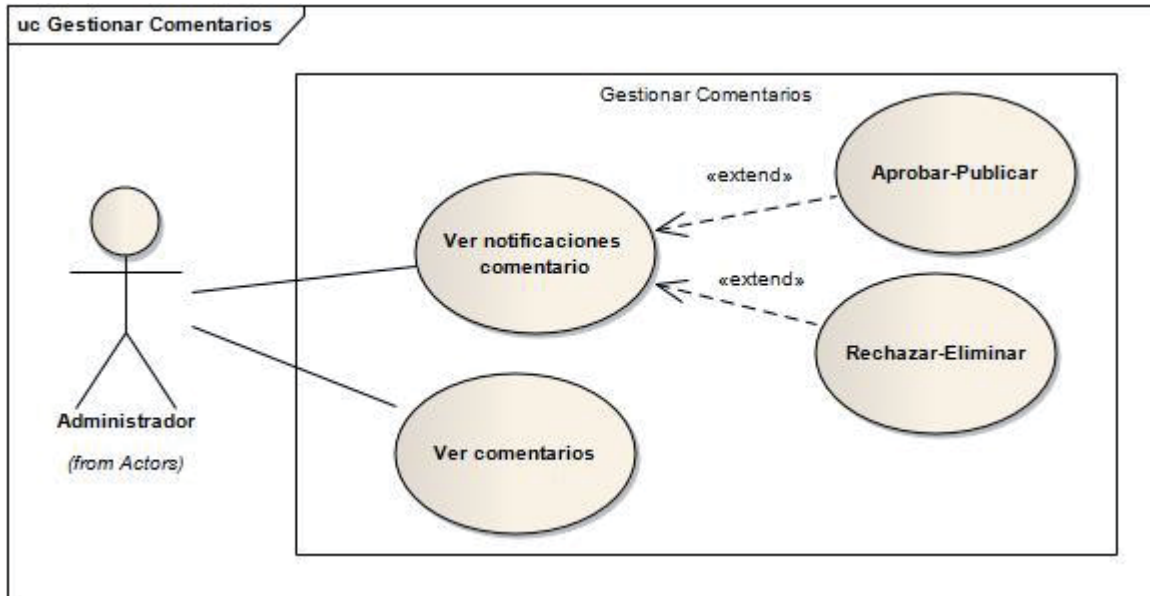 uc Gestionar Comentarios
Gestionar Comentarios
Aprobar-Publicar
«extend»
Ver notificaciones
comentario
«extend»
Rechazar-Eliminar
Administrador
(from Actors)
Ver comentarios